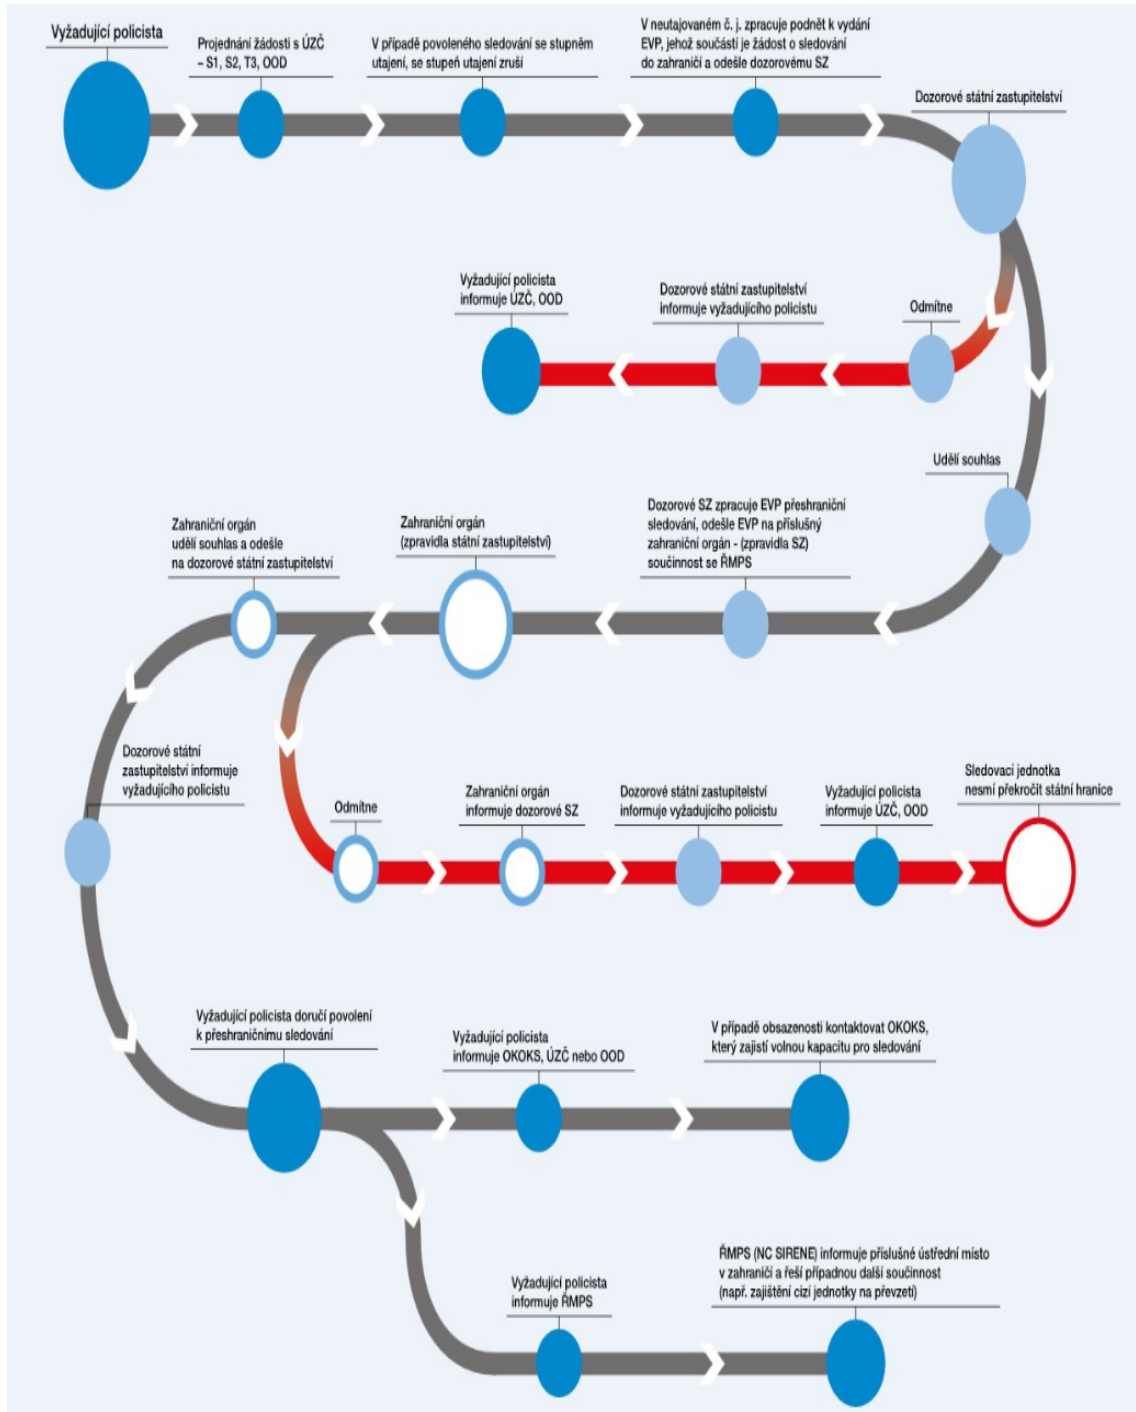 Vyžadující policista
Projednání žádosti s ÚZČ
– S1, S2, T3, OOD
V případě povoleného sledování se stupněm
utajení, se stupeň utajení zruší
V neutajovaném č. j. zpracuje podnět k vydání
EVP, jehož součástí je žádost o sledování
do zahraničí a odešle dozorovému SZ
Dozorové státní zastupitelství
Vyžadující policista
informuje ÚZČ, OOD
Dozorové státní zastupitelství
informuje vyžadujícího policistu
Odmítne
Udělí souhlas
Zahraniční orgán
udělí souhlas a odešle
na dozorové státní zastupitelství
Zahraniční orgán
(zpravidla státní zastupitelství)
Dozorové SZ zpracuje EVP přeshraniční
sledování, odešle EVP na příslušný
zahraniční orgán - (zpravidla SZ)
součinnost se ŘMPS
Dozorové státní
zastupitelství informuje
vyžadujícího policistu
Odmítne
Zahraniční orgán
informuje dozorové SZ
Dozorové státní zastupitelství
informuje vyžadujícího policistu
Vyžadující policista
informuje ÚZČ, OOD
Sledovací jednotka
nesmí překročit státní hranice
Vyžadující policista doručí povolení
k přeshraničnímu sledování
Vyžadující policista
informuje OKOKS, ÚZČ nebo OOD
V případě obsazenosti kontaktovat OKOKS,
který zajistí volnou kapacitu pro sledování
Vyžadující policista
informuje ŘMPS
ŘMPS (NC SIRENE) informuje příslušné ústřední místo
v zahraničí a řeší případnou další součinnost
(např. zajištění cizí jednotky na převzetí)